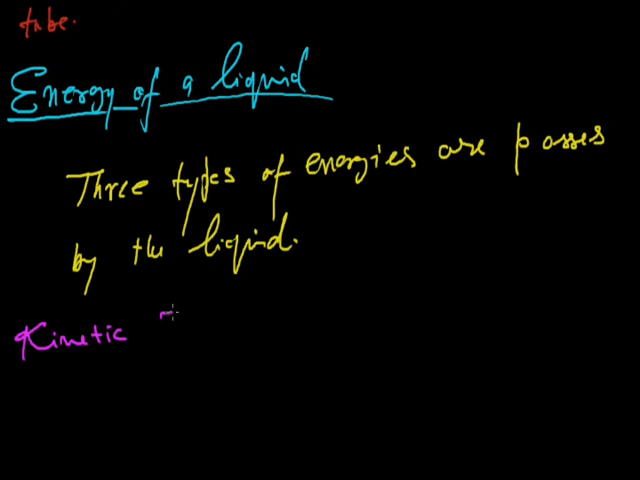 tube.
Energy of a liquid
Three types of energies are posses
by the liquid.
Kinetic